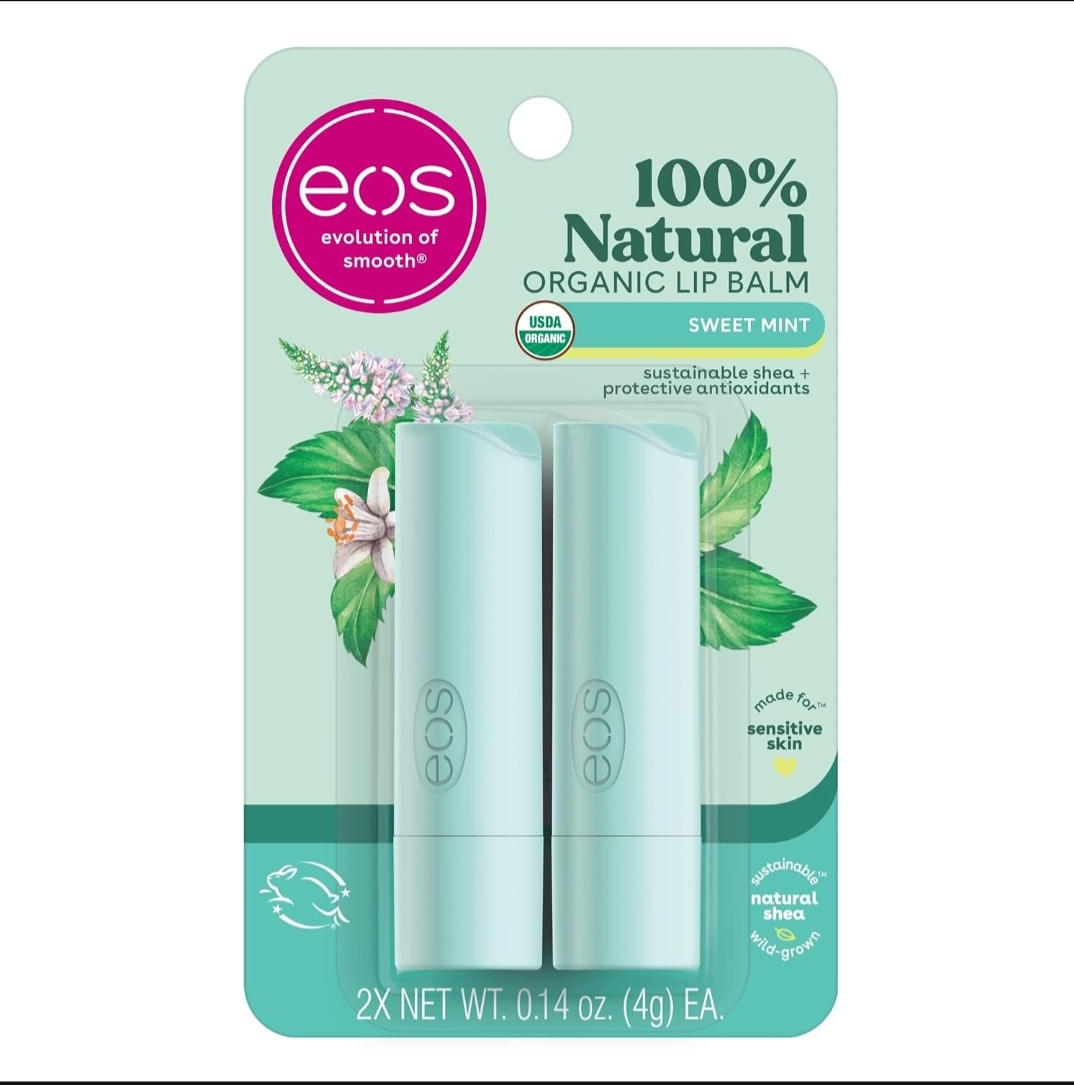 eos
evolution of
smooth®
100%
Natural
ORGANIC LIP BALM
USDA
ORGANIC
SWEET MINT
sustainable shea +
protective antioxidants
eos
eos
made for™
sensitive
skin
sustainable™
natural
shea
wild-grown
2X NET WT. 0.14 oz. (4g) EA.